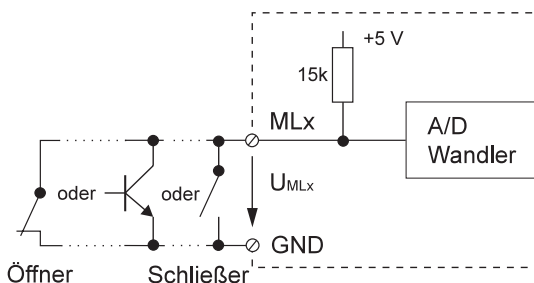 +5 V
15k
MLx
A/D
Wandler
oder
oder
UMLx
GND
Öffner
Schließer